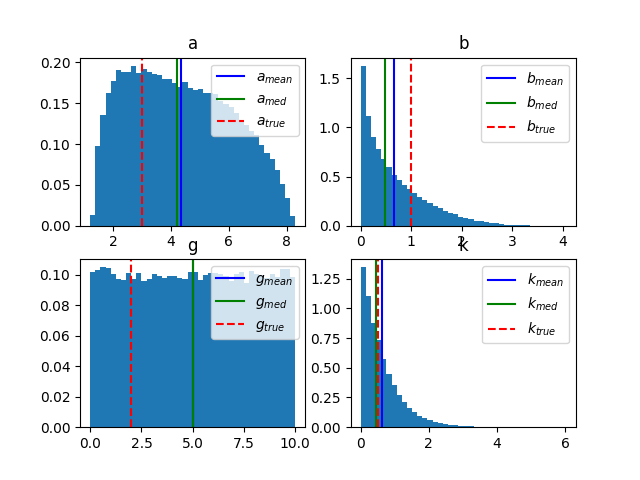 a
0.20
0.15
0.10
0.05
0.00
2
4
6
8
a_mean
a_med
a_true
b
1.5
1.0
0.5
0.0
0
1
2
3
4
b_mean
b_med
b_true
g
0.10
0.08
0.06
0.04
0.02
0.00
0.0
2.5
5.0
7.5
10.0
g_mean
g_med
g_true
k
1.25
1.00
0.75
0.50
0.25
0.00
0
2
4
6
k_mean
k_med
k_true